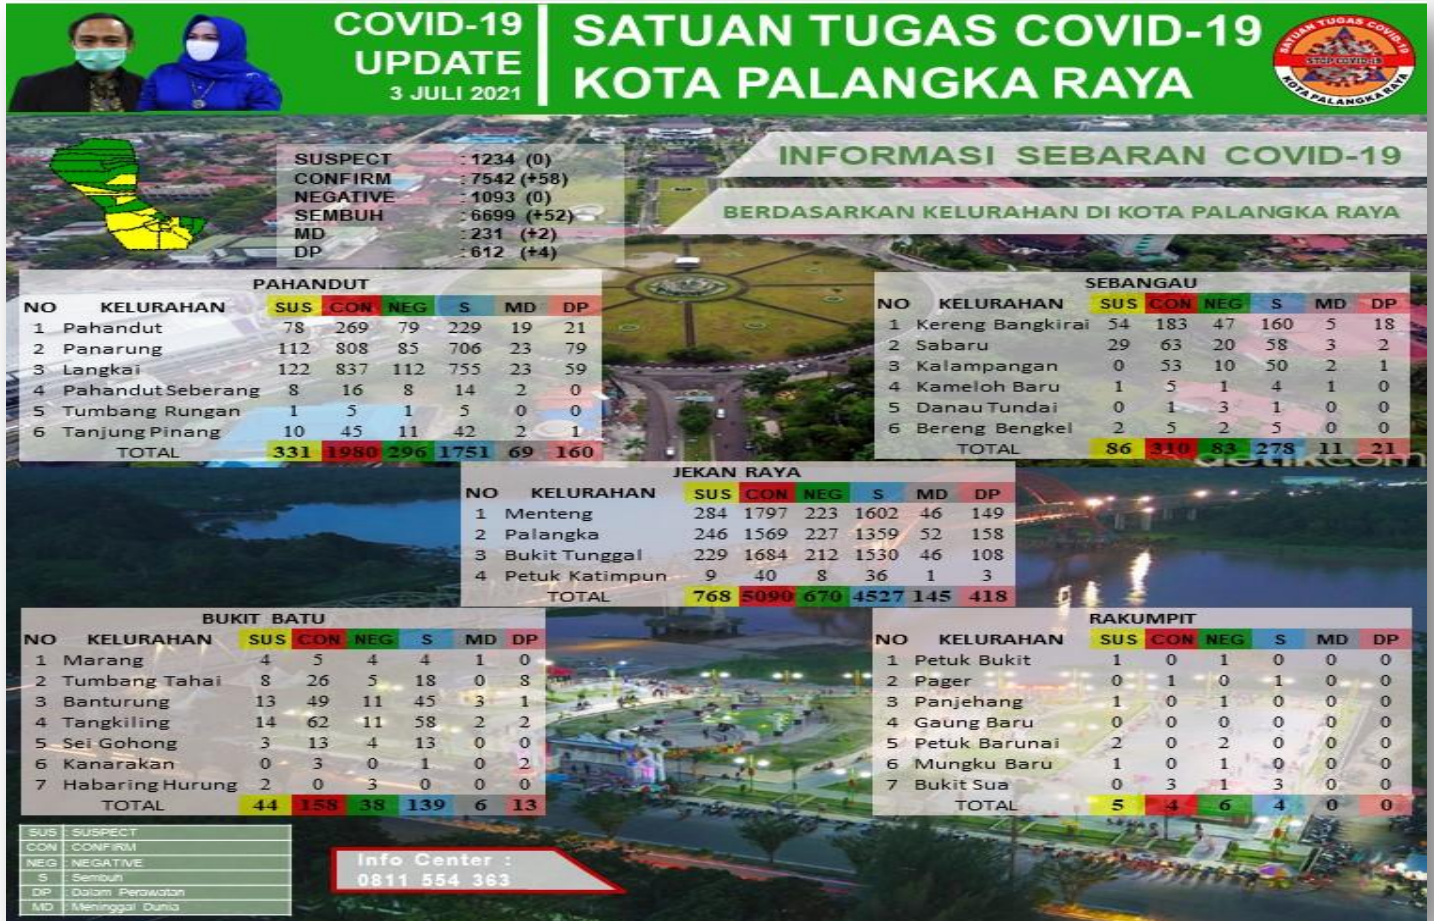 COVID-19
UPDATE
3 JULI 2021
SATUAN TUGAS COVID-19
KOTA PALANGKA RAYA
SATUAN TUGAS COVID-19
STOP COVID-19
KOTA PALANGKA RAYA
SUSPECT : 1234 (0)
CONFIRM : 7542 (+58)
NEGATIVE : 1093 (0)
SEMBUH : 6699 (+52)
MD : 231 (+2)
DP : 612 (+4)
INFORMASI SEBARAN COVID-19
BERDASARKAN KELURAHAN DI KOTA PALANGKA RAYA
PAHANDUT
NO KELURAHAN SUS CON NEG S MD DP
1 Pahandut 78 269 79 229 19 21
2 Panarung 112 808 85 706 23 79
3 Langkai 122 837 112 755 23 59
4 Pahandut Seberang 8 16 8 14 2 0
5 Tumbang Rungan 1 5 1 5 0 0
6 Tanjung Pinang 10 45 11 42 2 1
TOTAL 331 1980 296 1751 69 160
SEBANGAU
NO KELURAHAN SUS CON NEG S MD DP
1 Kereng Bangkirai 54 183 47 160 5 18
2 Sabaru 29 63 20 58 3 2
3 Kalampangan 0 53 10 50 2 1
4 Kameloh Baru 1 5 1 4 1 0
5 Danau Tundai 0 1 3 1 0 0
6 Bereng Bengkel 2 5 2 5 0 0
TOTAL 86 310 83 278 11 21
detikcom
JEKAN RAYA
NO KELURAHAN SUS CON NEG S MD DP
1 Menteng 284 1797 223 1602 46 149
2 Palangka 246 1569 227 1359 52 158
3 Bukit Tunggal 229 1684 212 1530 46 108
4 Petuk Katimpun 9 40 8 36 1 3
TOTAL 768 5090 670 4527 145 418
BUKIT BATU
NO KELURAHAN SUS CON NEG S MD DP
1 Marang 4 5 4 4 1 0
2 Tumbang Tahai 8 26 5 18 0 8
3 Banturung 13 49 11 45 3 1
4 Tangkiling 14 62 11 58 2 2
5 Sei Gohong 3 13 4 13 0 0
6 Kanarakan 0 3 0 1 0 2
7 Habaring Hurung 2 0 3 0 0 0
TOTAL 44 158 38 139 6 13
RAKUMPIT
NO KELURAHAN SUS CON NEG S MD DP
1 Petuk Bukit 1 0 1 0 0 0
2 Pager 0 1 0 1 0 0
3 Panjehang 1 0 1 0 0 0
4 Gaung Baru 0 0 0 0 0 0
5 Petuk Barunai 2 0 2 0 0 0
6 Mungku Baru 1 0 1 0 0 0
7 Bukit Sua 0 3 1 3 0 0
TOTAL 5 4 6 4 0 0
SUS : SUSPECT
CON : CONFIRM
NEG : NEGATIVE
S : Sembuh
DP : Dalam Perawatan
MD : Meninggal Dunia
Info Center :
0811 554 363